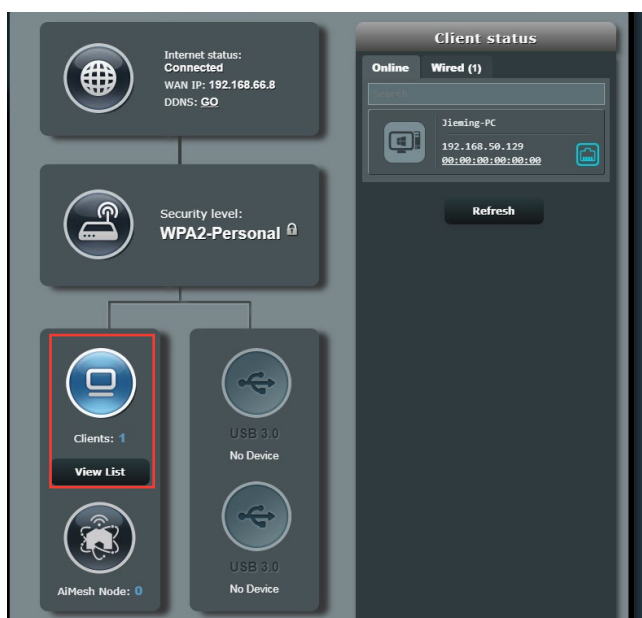 Internet status:
Connected
WAN IP: 192.168.66.8
DDNS: GO
Security level:
WPA2-Personal
Clients: 1
View List
AiMesh Node: 0
USB 3.0
No Device
USB 3.0
No Device
Client status
Online Wired (1)
Search
Jieming-PC
192.168.50.129
00:00:00:00:00:00
Refresh